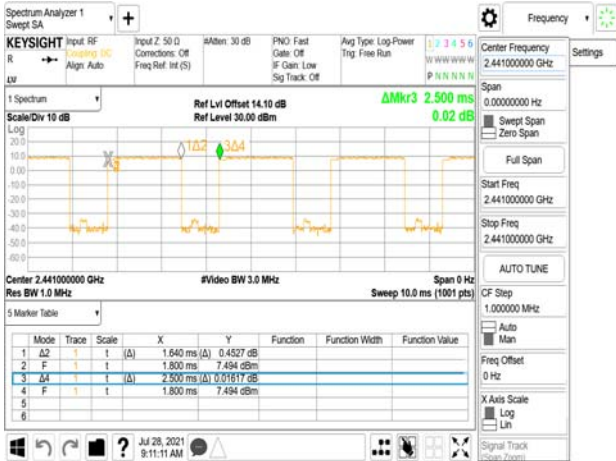 Spectrum Analyzer 1
Swept SA
Frequency
KEYSIGHT
Input: RF
Coupling: DC
Align: Auto
Input Z: 50 Ω
Corrections: Off
Freq Ref: Int (S)
#Atten: 30 dB
PNO: Fast
Gate: Off
IF Gain: Low
Sig Track: Off
Avg Type: Log-Power
Trig: Free Run
1 2 3 4 5 6
W W W W W W
P N N N N N
R
LV
1 Spectrum
Scale/Div 10 dB
Ref Lvl Offset 14.10 dB
Ref Level 30.00 dBm
ΔMkr3 2.500 ms
0.02 dB
Log
20.0
10.0
0.00
-10.0
-20.0
-30.0
-40.0
-50.0
-60.0
1Δ2
3Δ4
Center 2.441000000 GHz
Res BW 1.0 MHz
#Video BW 3.0 MHz
Span 0 Hz
Sweep 10.0 ms (1001 pts)
5 Marker Table
Mode Trace Scale X Y Function Function Width Function Value
1 Δ2 1 t (Δ) 1.640 ms (Δ) 0.4527 dB
2 F 1 t 1.800 ms 7.494 dBm
3 Δ4 1 t (Δ) 2.500 ms (Δ) 0.01617 dB
4 F 1 t 1.800 ms 7.494 dBm
5
6
Jul 28, 2021
9:11:11 AM
Center Frequency
2.441000000 GHz
Settings
Span
0.00000000 Hz
Swept Span
Zero Span
Full Span
Start Freq
2.441000000 GHz
Stop Freq
2.441000000 GHz
AUTO TUNE
CF Step
1.000000 MHz
Auto
Man
Freq Offset
0 Hz
X Axis Scale
Log
Lin
Signal Track
(Span Zoom)